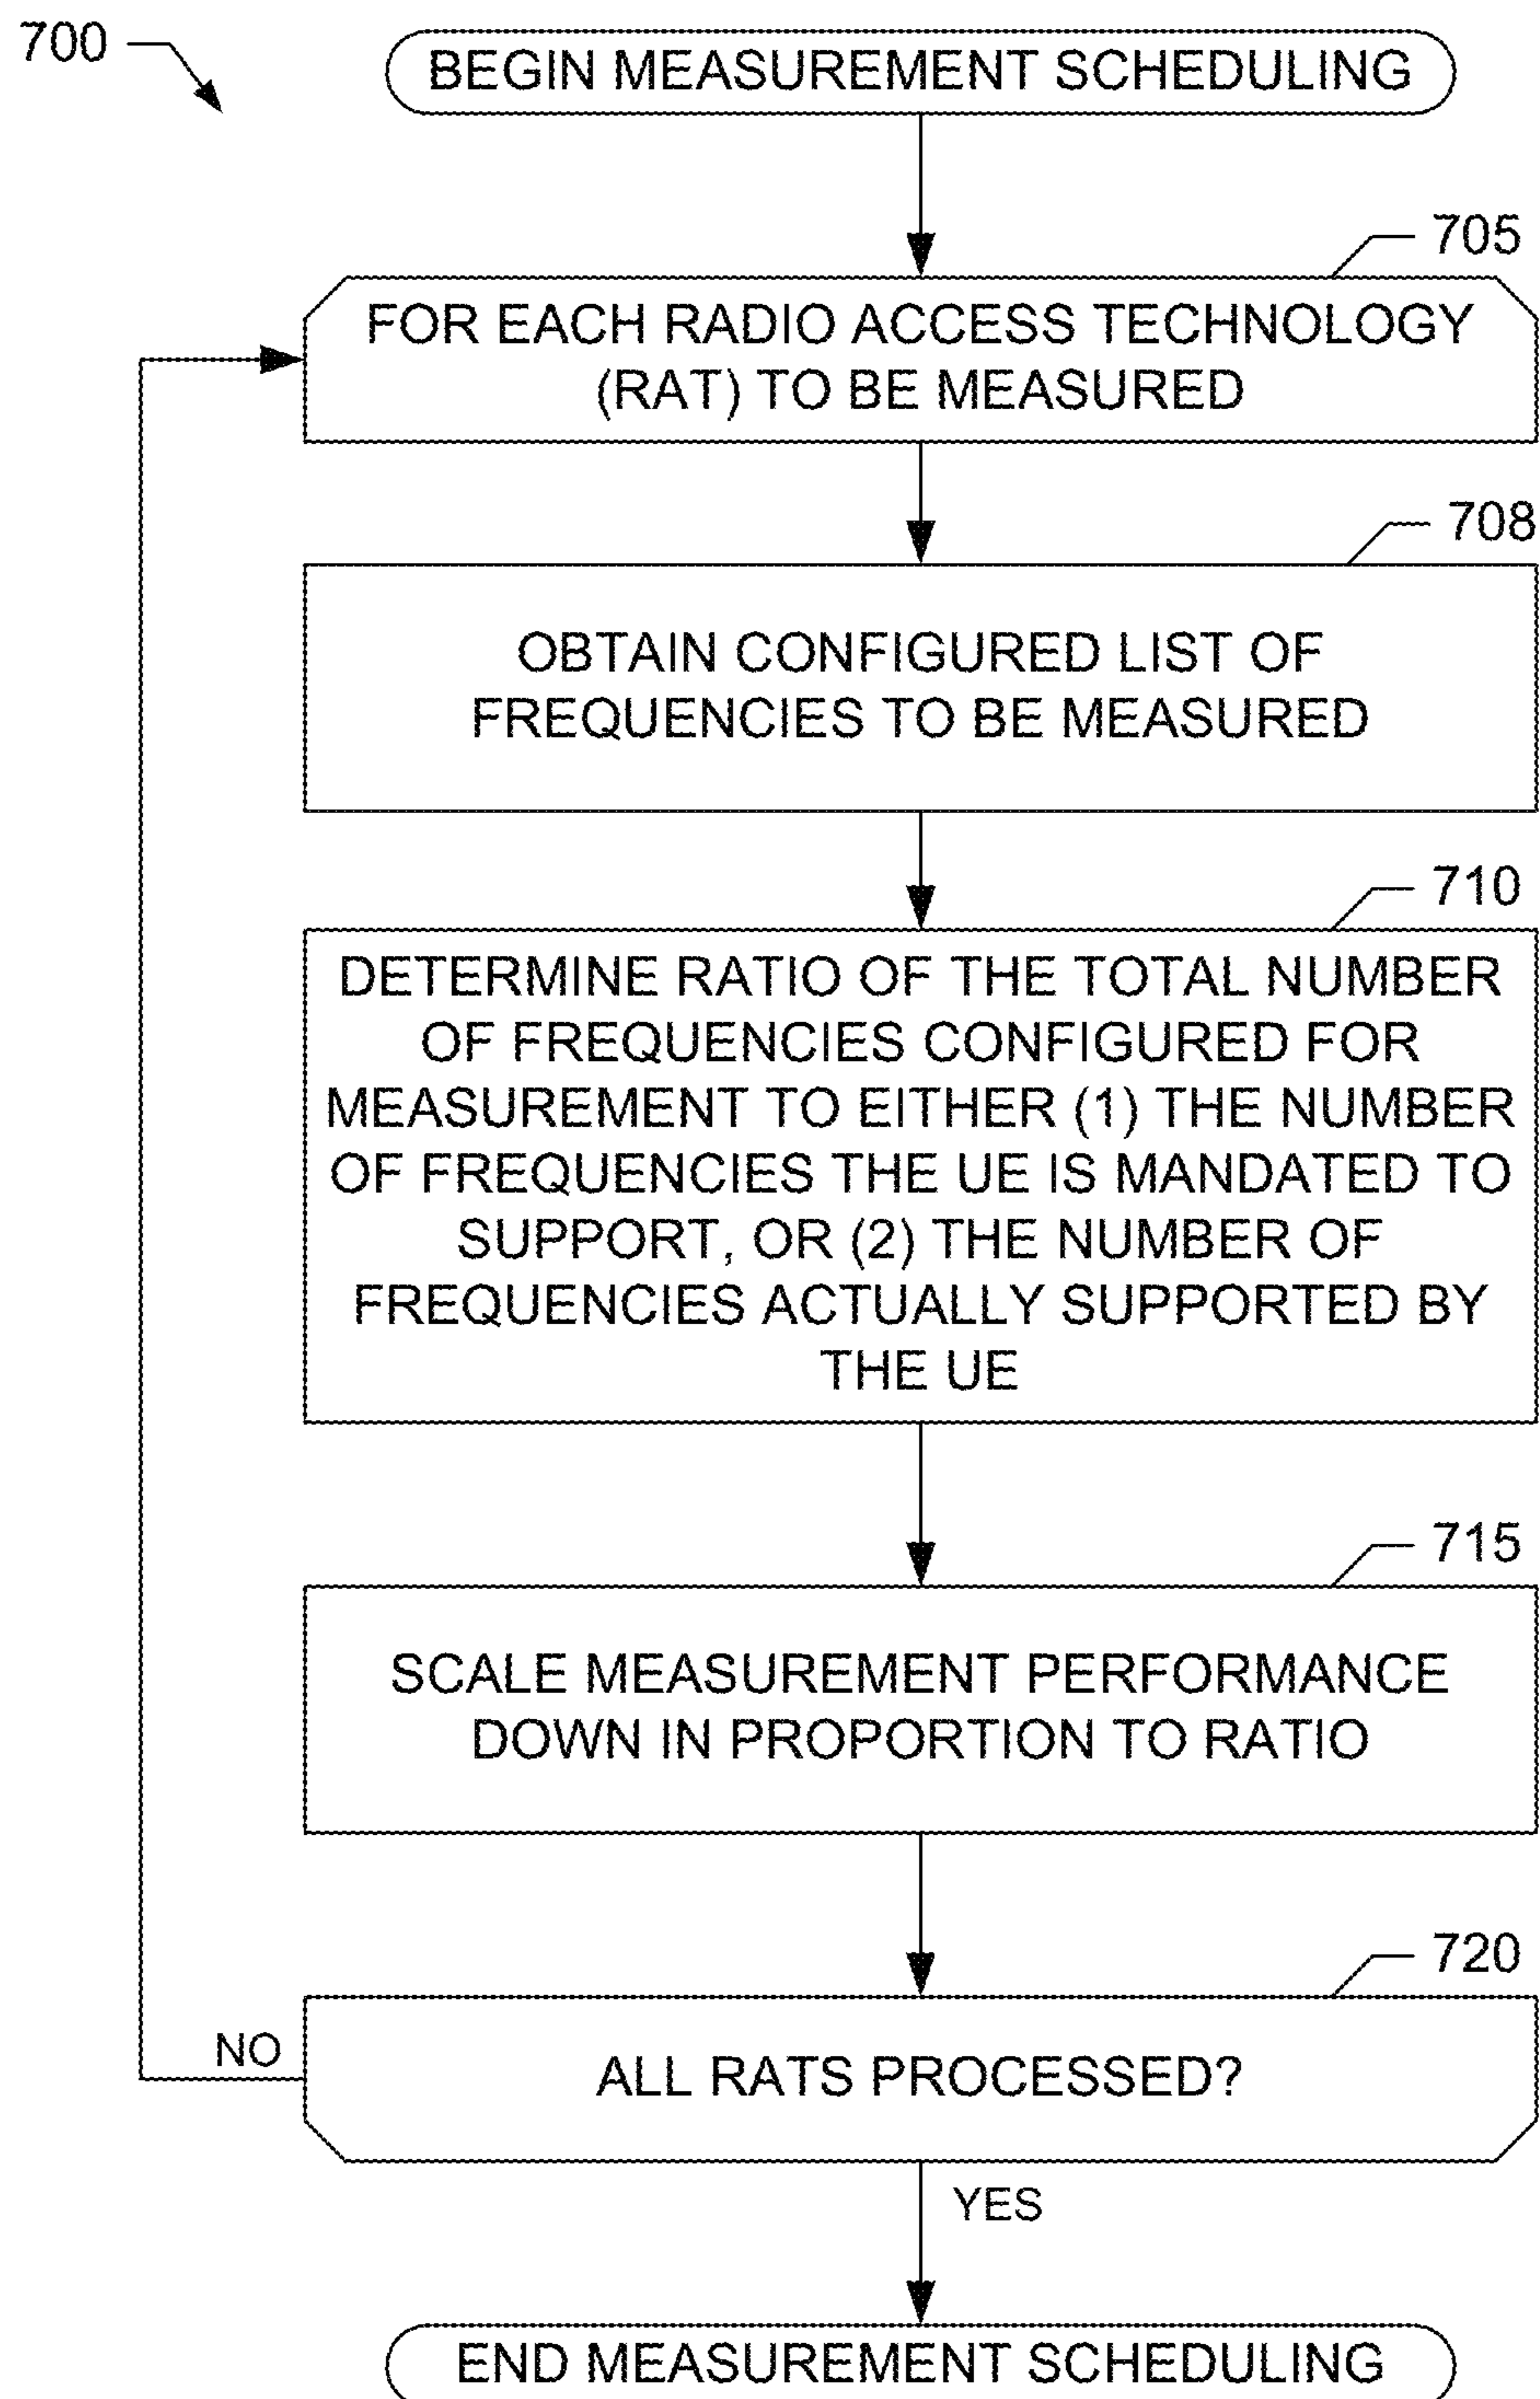 700
BEGIN MEASUREMENT SCHEDULING
705
FOR EACH RADIO ACCESS TECHNOLOGY
(RAT) TO BE MEASURED
708
OBTAIN CONFIGURED LIST OF
FREQUENCIES TO BE MEASURED
710
DETERMINE RATIO OF THE TOTAL NUMBER
OF FREQUENCIES CONFIGURED FOR
MEASUREMENT TO EITHER (1) THE NUMBER
OF FREQUENCIES THE UE IS MANDATED TO
SUPPORT, OR (2) THE NUMBER OF
FREQUENCIES ACTUALLY SUPPORTED BY
THE UE
715
SCALE MEASUREMENT PERFORMANCE
DOWN IN PROPORTION TO RATIO
720
NO
ALL RATS PROCESSED?
YES
END MEASUREMENT SCHEDULING